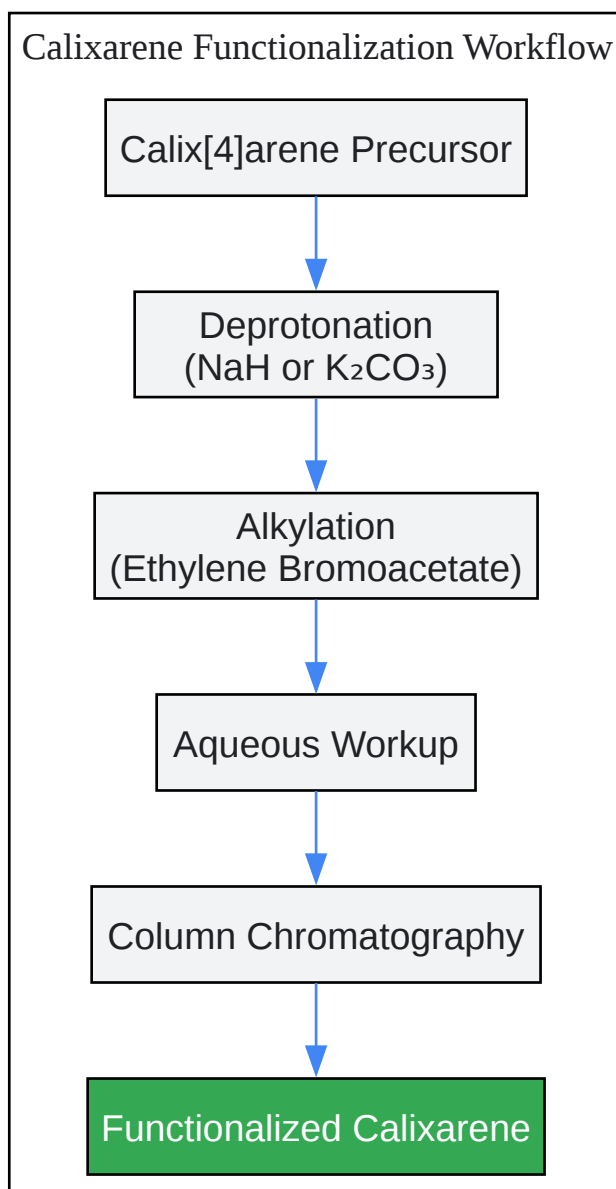 Calixarene Functionalization Workflow
Calix[4]arene Precursor
Deprotonation
(NaH or K₂CO₃)
Alkylation
(Ethylene Bromoacetate)
Aqueous Workup
Column Chromatography
Functionalized Calixarene